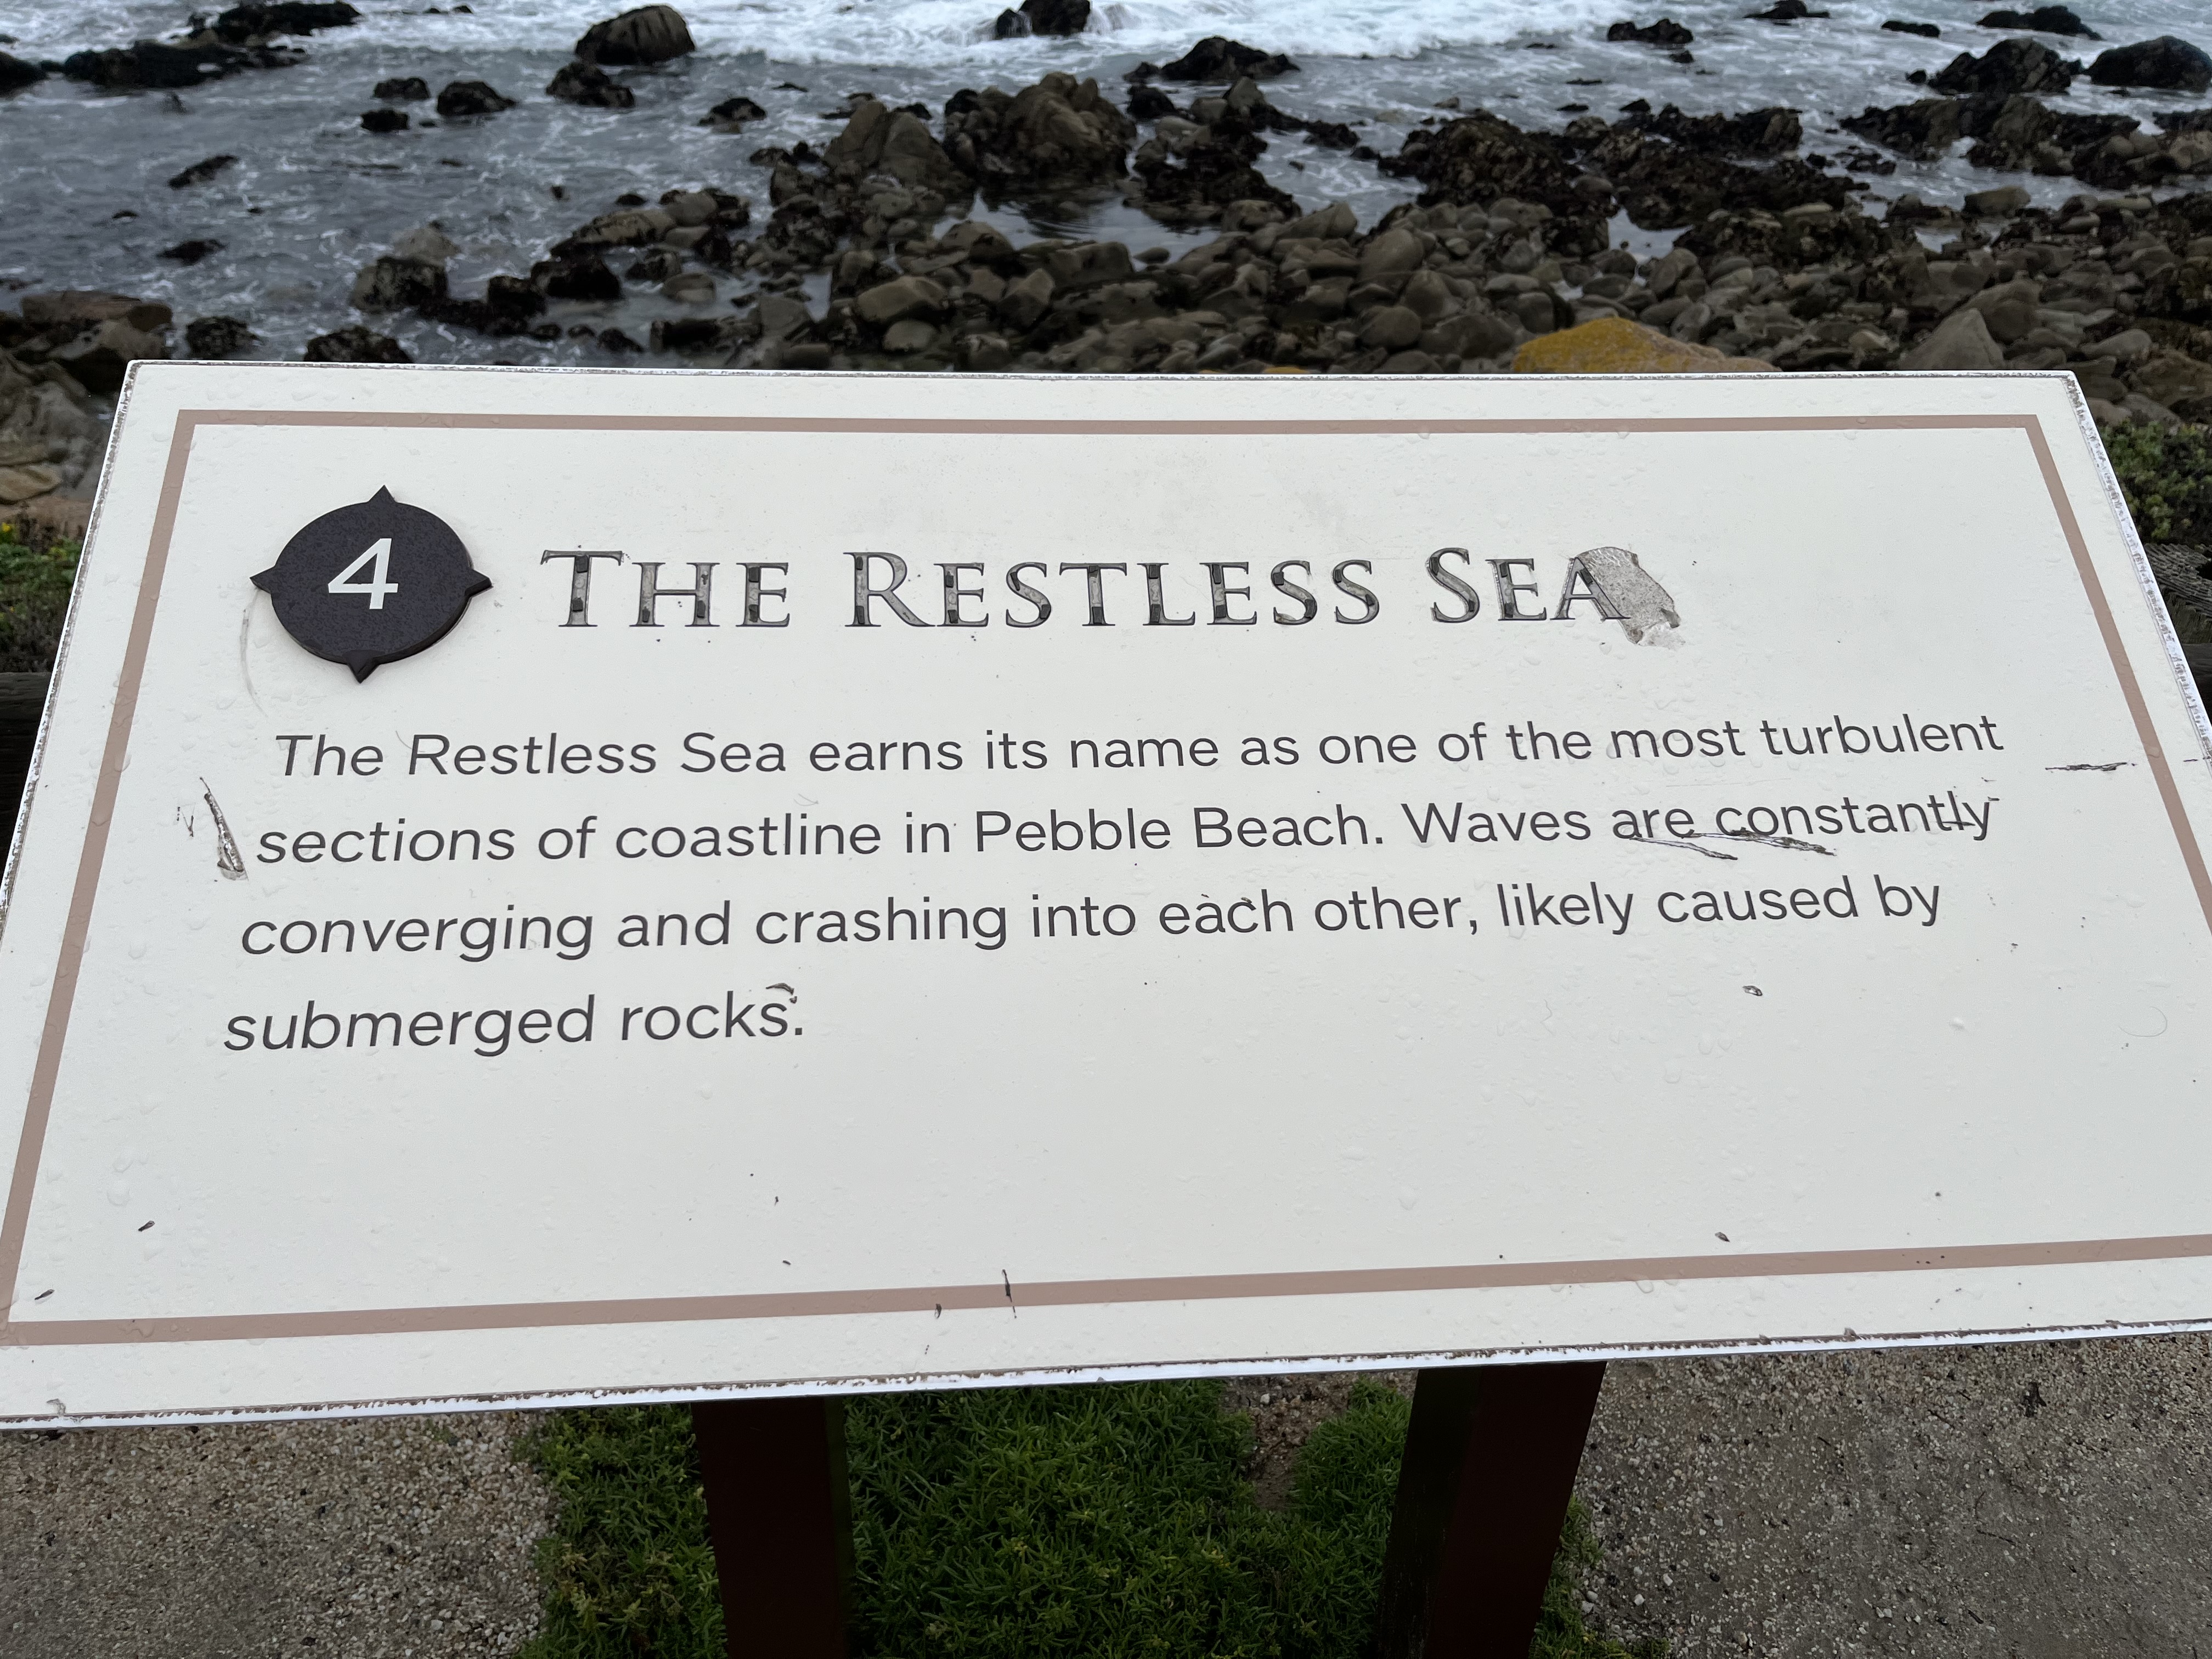 4 THE RESTLESS SEA
The Restless Sea earns its name as one of the most turbulent
sections of coastline in Pebble Beach. Waves are constantly
converging and crashing into each other, likely caused by
submerged rocks.